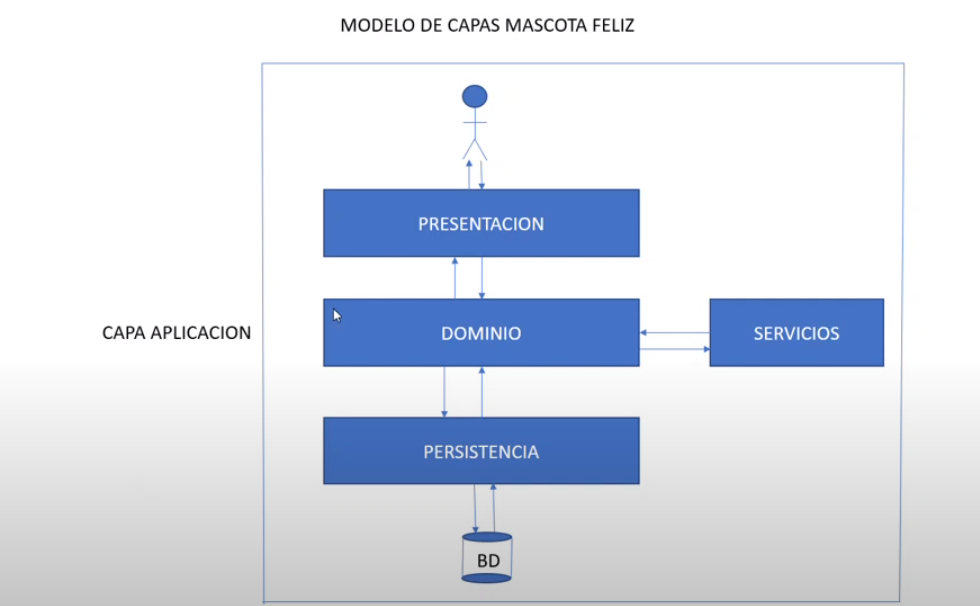 MODELO DE CAPAS MASCOTA FELIZ
PRESENTACION
CAPA APLICACION
DOMINIO
SERVICIOS
PERSISTENCIA
BD